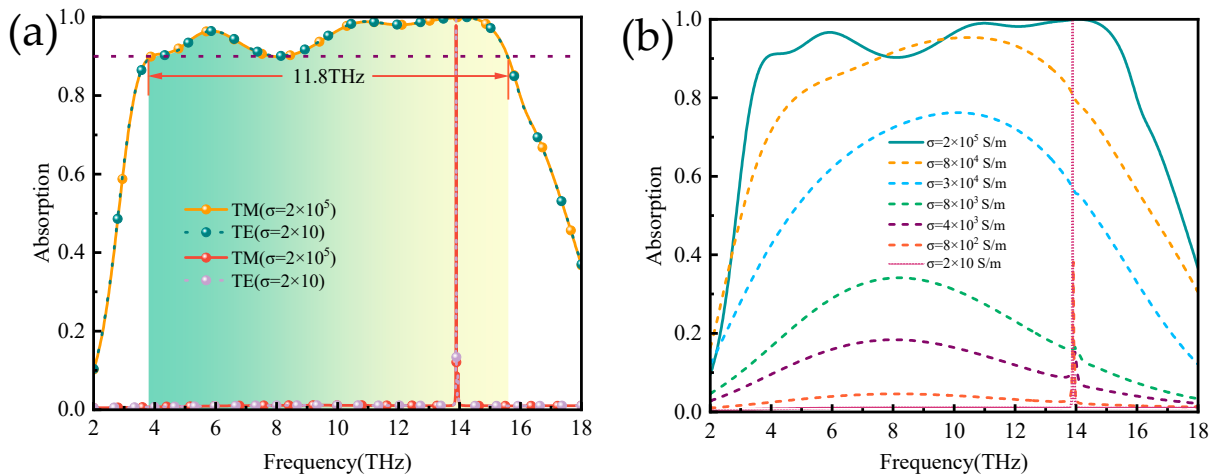 (a)
1.0
0.8
0.6
0.4
0.2
0.0
Absorption
11.8THz
TM(σ=2×10⁵)
TE(σ=2×10)
TM(σ=2×10⁵)
TE(σ=2×10)
2 4 6 8 10 12 14 16 18
Frequency(THz)
(b)
1.0
0.8
0.6
0.4
0.2
0.0
Absorption
σ=2×10⁵ S/m
σ=8×10⁴ S/m
σ=3×10⁴ S/m
σ=8×10³ S/m
σ=4×10³ S/m
σ=8×10² S/m
σ=2×10 S/m
2 4 6 8 10 12 14 16 18
Frequency(THz)